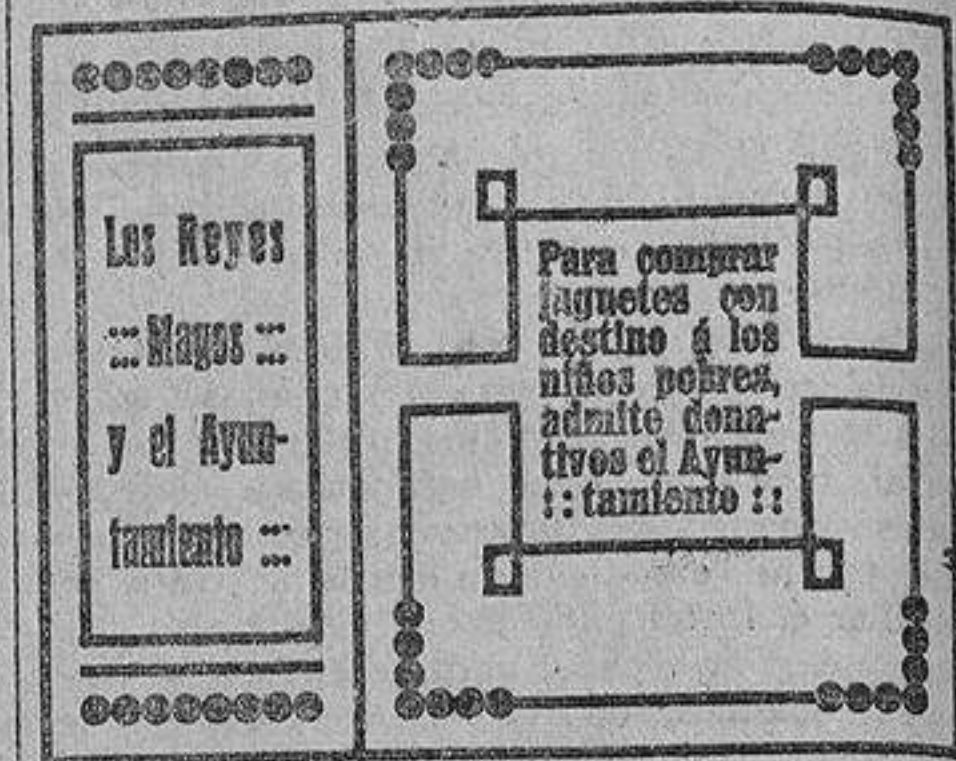 Los Reyes
::: Magos :::
y el Ayun-
tamiento :::
Para comprar
juguetes con
destino á los
niños pobres,
admite dona-
tivos el Ayun-
:: tamiento ::